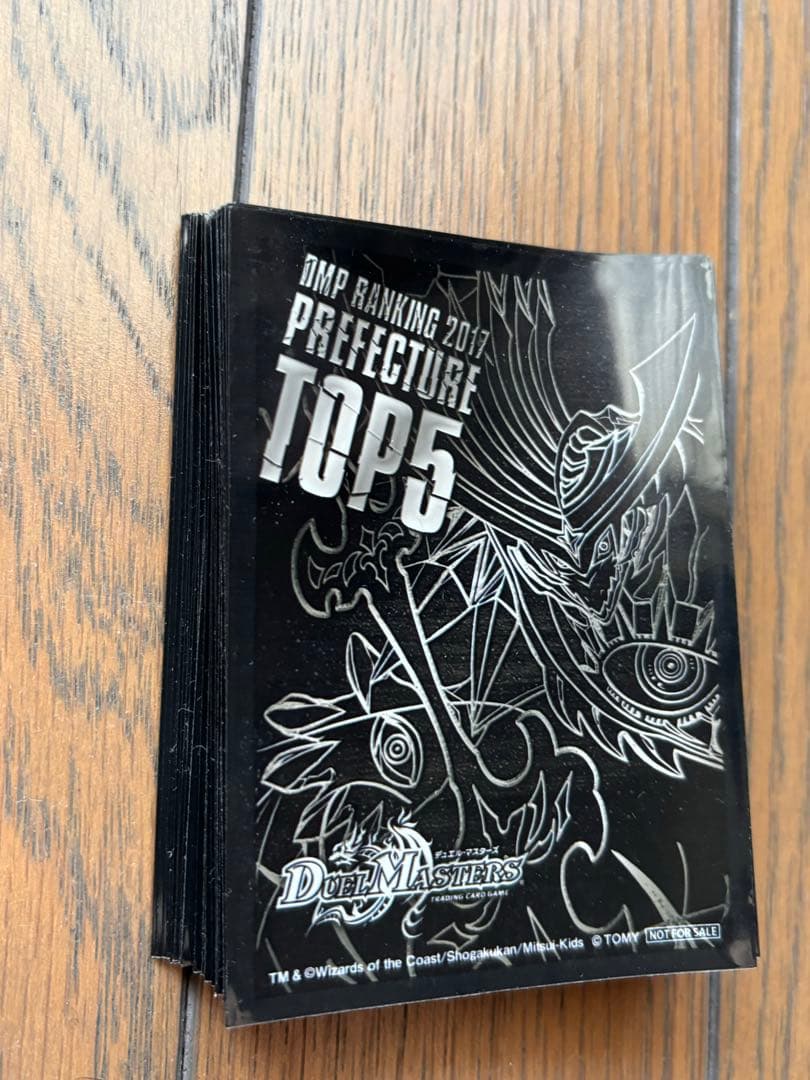 DMP RANKING 2017
PREFECTURE
TOP5
デュエル・マスターズ
DUEL MASTERS
TRADING CARD GAME
TM & ©Wizards of the Coast/Shogakukan/Mitsui-Kids © TOMY NOT FOR SALE